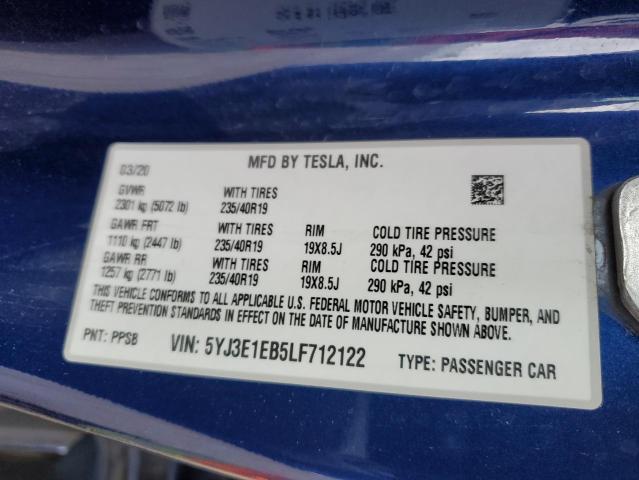 MFD BY TESLA, INC.
03/20
GVWR WITH TIRES
2301 kg (5072 lb) 235/40R19
GAWR FRT WITH TIRES RIM COLD TIRE PRESSURE
1110 kg (2447 lb) 235/40R19 19X8.5J 290 kPa, 42 psi
GAWR RR WITH TIRES RIM COLD TIRE PRESSURE
1257 kg (2771 lb) 235/40R19 19X8.5J 290 kPa, 42 psi
THIS VEHICLE CONFORMS TO ALL APPLICABLE U.S. FEDERAL MOTOR VEHICLE SAFETY, BUMPER, AND
THEFT PREVENTION STANDARDS IN EFFECT ON THE DATE OF MANUFACTURE SHOWN ABOVE.
PNT: PPSB VIN: 5YJ3E1EB5LF712122 TYPE: PASSENGER CAR